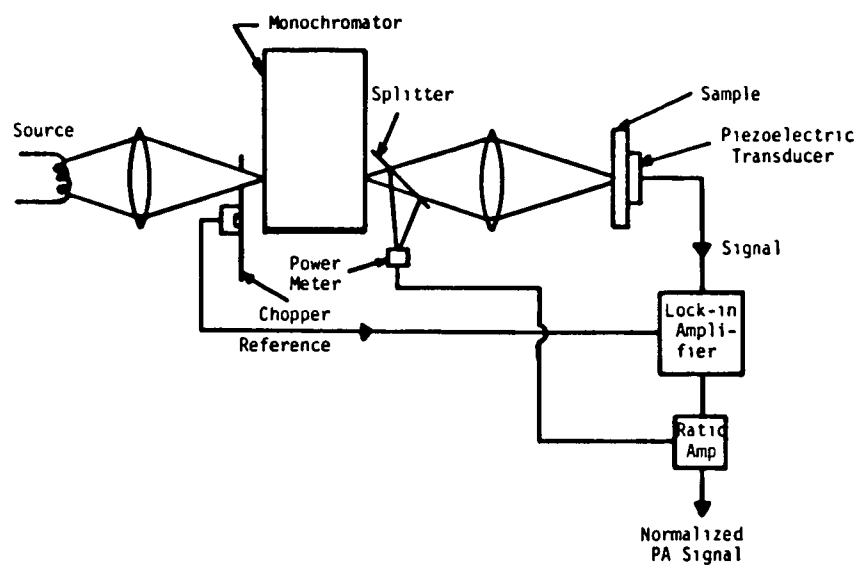 Monochromator
Splitter
Sample
Source
Piezoelectric
Transducer
Power
Meter
Signal
Chopper
Reference
Lock-in
Ampli-
fier
Ratio
Amp
Normalized
PA Signal